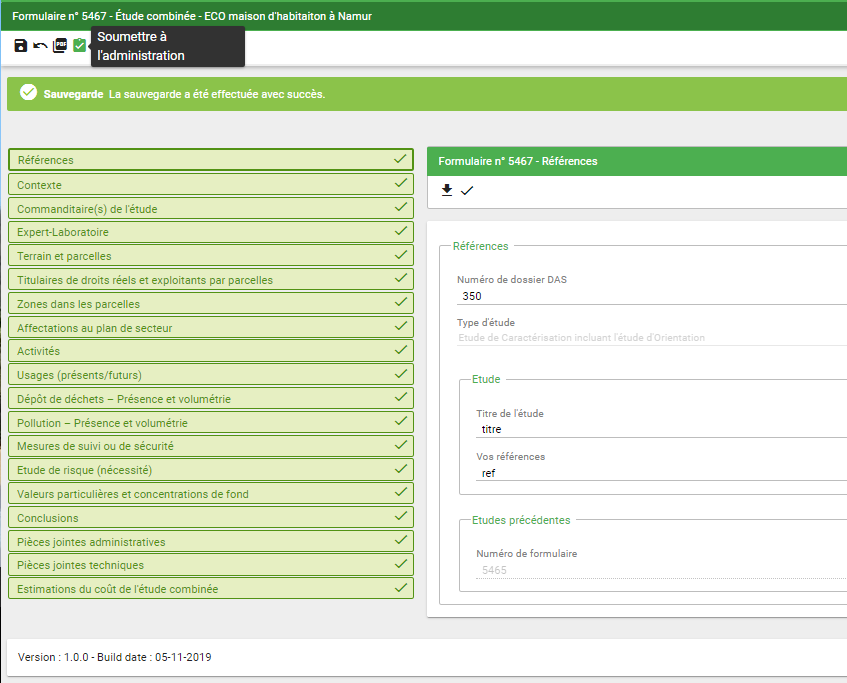 Formulaire n° 5467 - Étude combinée - ECO maison d'habitaiton à Namur
PDF
Soumettre à
l'administration
Sauvegarde La sauvegarde a été effectuée avec succès.
Références
Contexte
Commanditaire(s) de l'étude
Expert-Laboratoire
Terrain et parcelles
Titulaires de droits réels et exploitants par parcelles
Zones dans les parcelles
Affectations au plan de secteur
Activités
Usages (présents/futurs)
Dépôt de déchets – Présence et volumétrie
Pollution – Présence et volumétrie
Mesures de suivi ou de sécurité
Etude de risque (nécessité)
Valeurs particulières et concentrations de fond
Conclusions
Pièces jointes administratives
Pièces jointes techniques
Estimations du coût de l'étude combinée
Formulaire n° 5467 - Références
Références
Numéro de dossier DAS
350
Type d'étude
Etude de Caractérisation incluant l'étude d'Orientation
Etude
Titre de l'étude
titre
Vos références
ref
Etudes précédentes
Numéro de formulaire
5465
Version : 1.0.0 - Build date : 05-11-2019